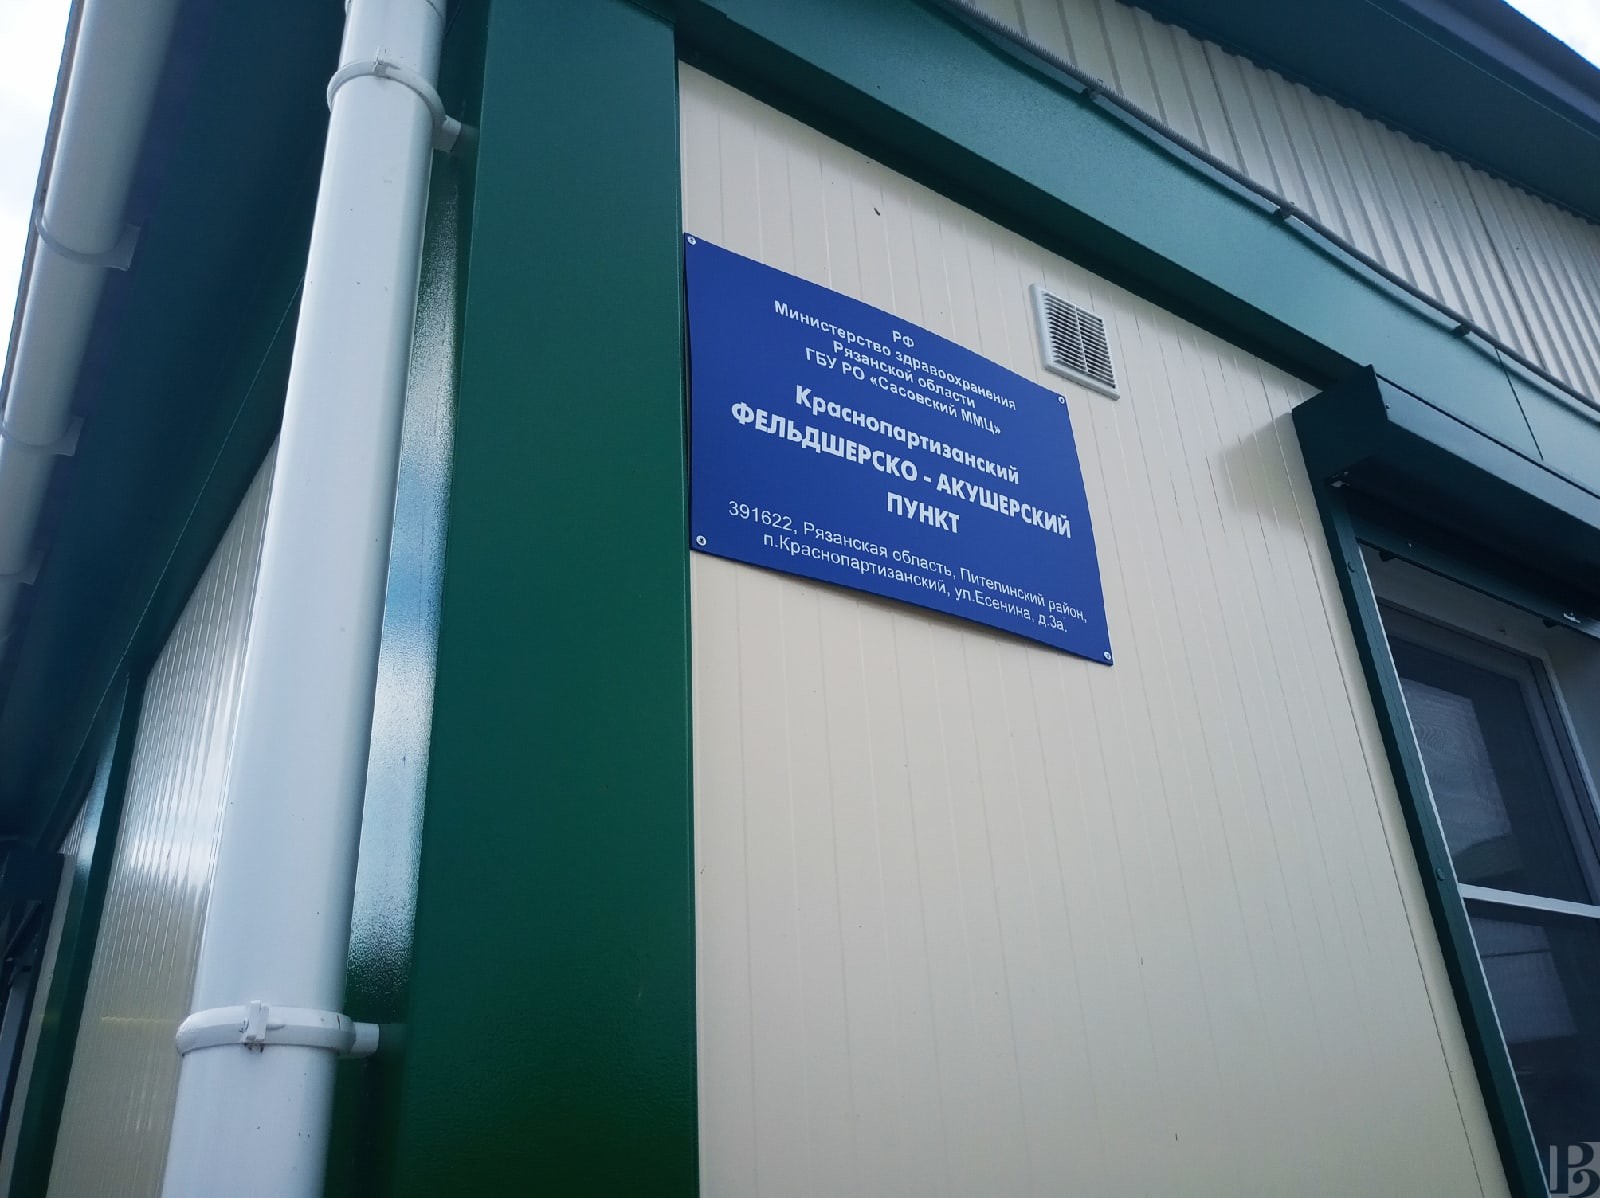 РФ
Министерство здравоохранения
Рязанской области
ГБУ РО «Сасовский ММЦ»
Краснопартизанский
ФЕЛЬДШЕРСКО - АКУШЕРСКИЙ
ПУНКТ
391622, Рязанская область, Пителинский район,
п.Краснопартизанский, ул.Есенина, д.3а.